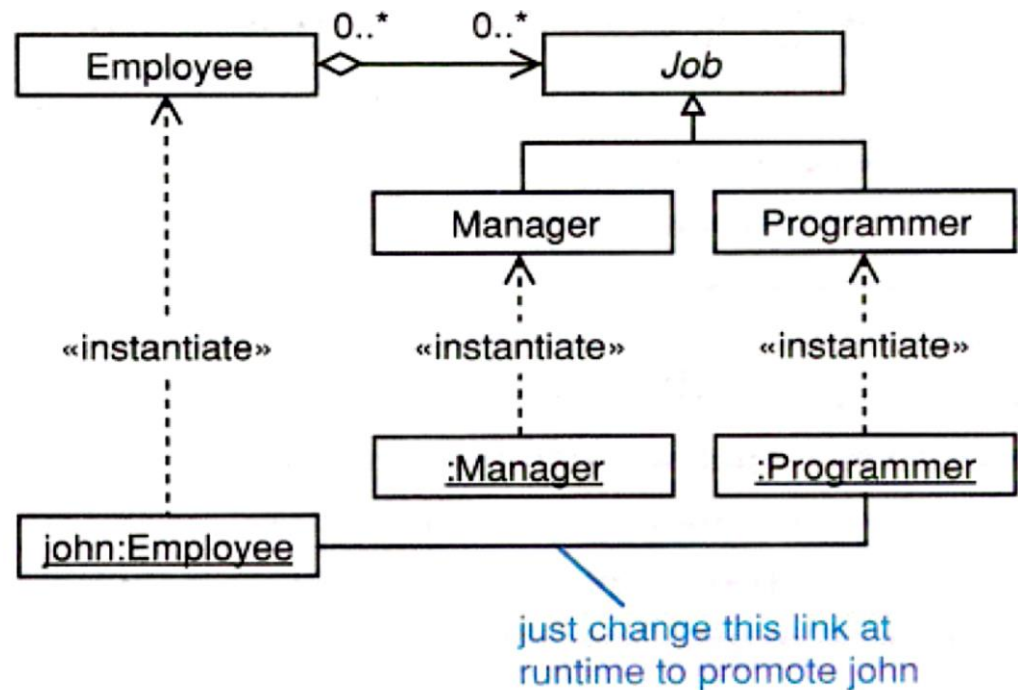 0..* 0..*
Employee Job
Manager Programmer
«instantiate» «instantiate» «instantiate»
:Manager :Programmer
john:Employee
just change this link at
runtime to promote john